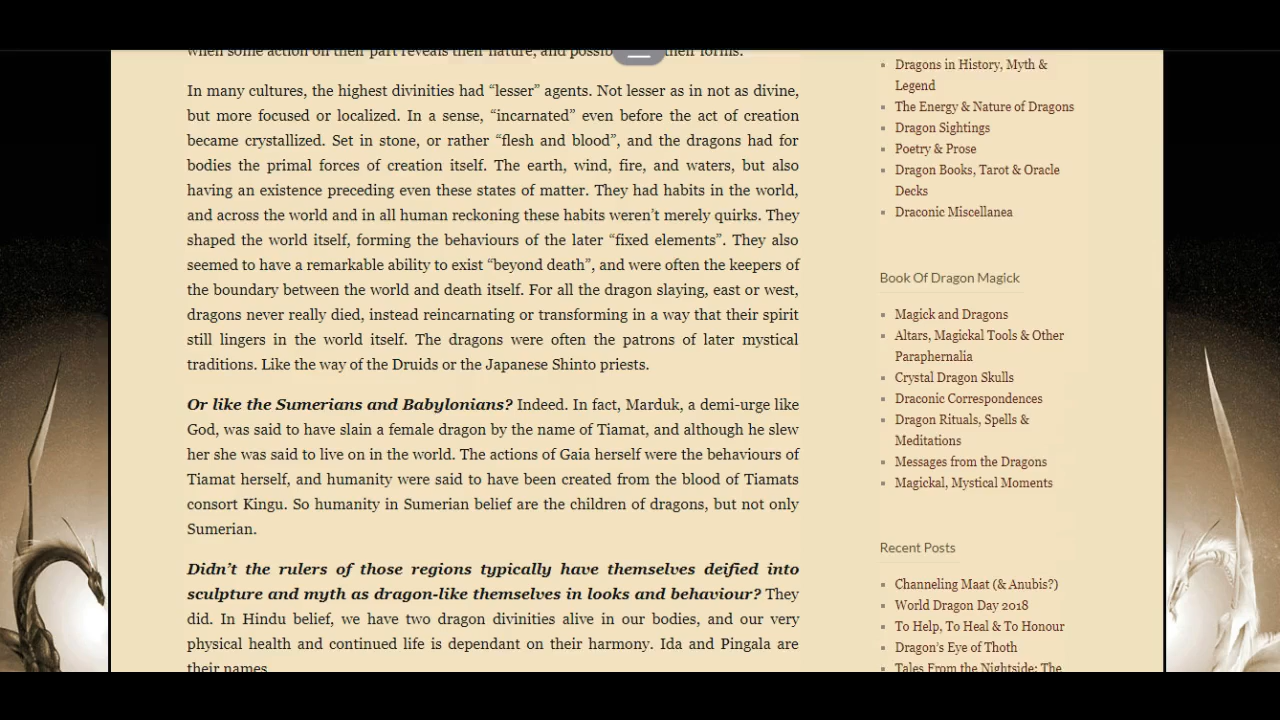 when some action on their part reveals their nature, and their forms.
In many cultures, the highest divinities had “lesser” agents. Not lesser as in not as divine,
but more focused or localized. In a sense, “incarnated” even before the act of creation
became crystallized. Set in stone, or rather “flesh and blood”, and the dragons had for
bodies the primal forces of creation itself. The earth, wind, fire, and waters, but also
having an existence preceding even these states of matter. They had habits in the world,
and across the world and in all human reckoning these habits weren’t merely quirks. They
shaped the world itself, forming the behaviours of the later “fixed elements”. They also
seemed to have a remarkable ability to exist “beyond death”, and were often the keepers of
the boundary between the world and death itself. For all the dragon slaying, east or west,
dragons never really died, instead reincarnating or transforming in a way that their spirit
still lingers in the world itself. The dragons were often the patrons of later mystical
traditions. Like the way of the Druids or the Japanese Shinto priests.
Or like the Sumerians and Babylonians? Indeed. In fact, Marduk, a demi-urge like
God, was said to have slain a female dragon by the name of Tiamat, and although he slew
her she was said to live on in the world. The actions of Gaia herself were the behaviours of
Tiamat herself, and humanity were said to have been created from the blood of Tiamats
consort Kingu. So humanity in Sumerian belief are the children of dragons, but not only
Sumerian.
Didn’t the rulers of those regions typically have themselves deified into
sculpture and myth as dragon-like themselves in looks and behaviour? They
did. In Hindu belief, we have two dragon divinities alive in our bodies, and our very
physical health and continued life is dependant on their harmony. Ida and Pingala are
their names.
Dragons in History, Myth &
Legend
The Energy & Nature of Dragons
Dragon Sightings
Poetry & Prose
Dragon Books, Tarot & Oracle
Decks
Draconic Miscellanea
Book Of Dragon Magick
Magick and Dragons
Altars, Magickal Tools & Other
Paraphernalia
Crystal Dragon Skulls
Draconic Correspondences
Dragon Rituals, Spells &
Meditations
Messages from the Dragons
Magickal, Mystical Moments
Recent Posts
Channeling Maat (& Anubis?)
World Dragon Day 2018
To Help, To Heal & To Honour
Dragon’s Eye of Thoth
Tales From the Nightside: The